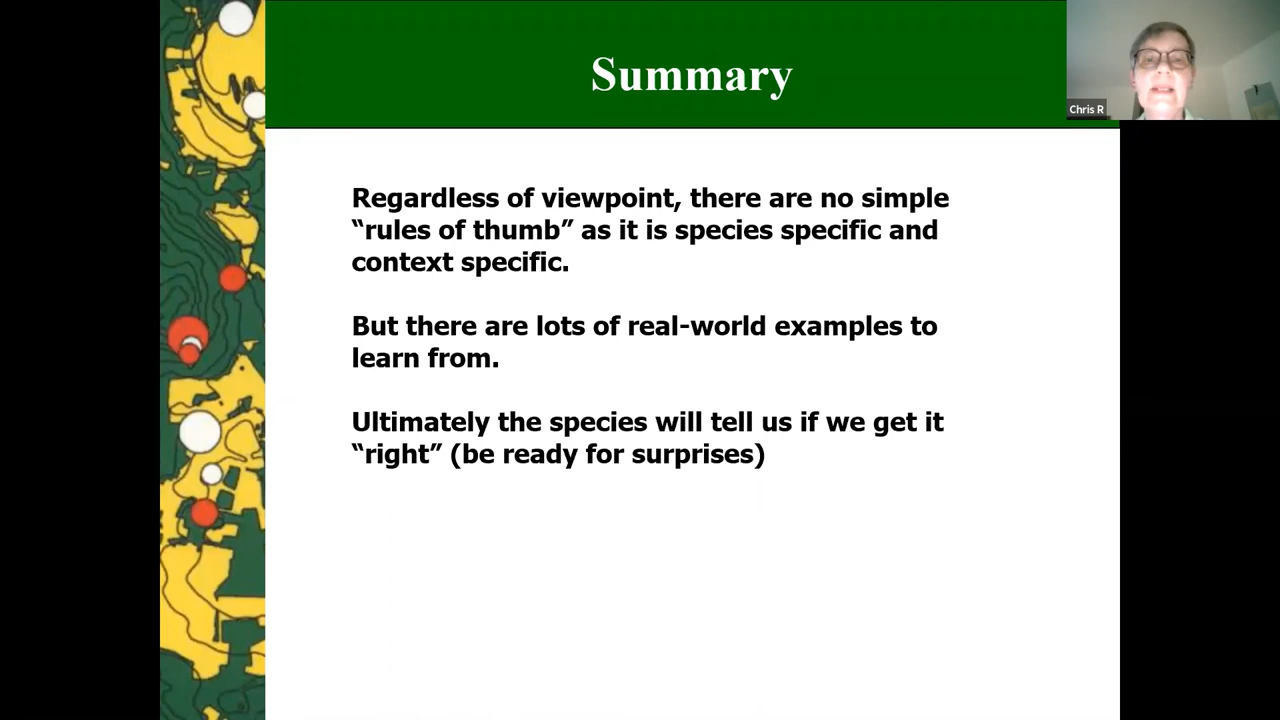 Summary
Chris R
Regardless of viewpoint, there are no simple
“rules of thumb” as it is species specific and
context specific.
But there are lots of real-world examples to
learn from.
Ultimately the species will tell us if we get it
“right” (be ready for surprises)